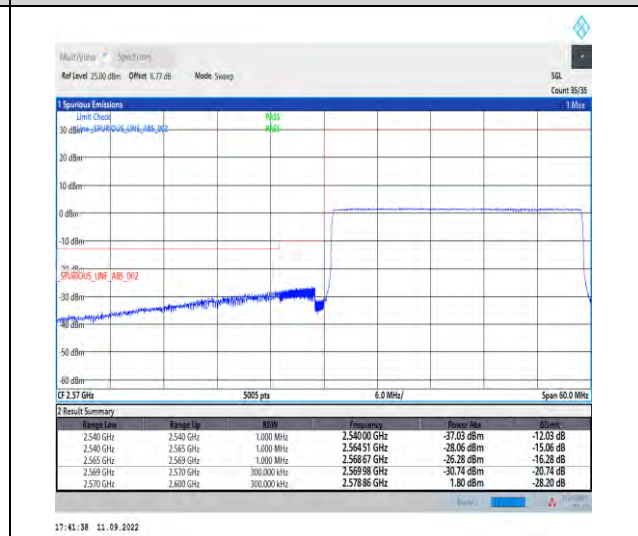 MultiView Spectrum
Ref Level 25.00 dBm Offset 6.77 dB Mode Sweep SGL
Count 35/35
1 Spurious Emissions 1 Max
Limit Check PASS
Line _SPURIOUS_LINE_ABS_002 PASS
30 dBm
20 dBm
10 dBm
0 dBm
-10 dBm
-20 dBm
_SPURIOUS_LINE_ABS_002
-30 dBm
-40 dBm
-50 dBm
-60 dBm
CF 2.57 GHz 5005 pts 6.0 MHz/ Span 60.0 MHz
2 Result Summary
Range Low Range Up RBW Frequency Power Abs ΔLimit
2.540 GHz 2.540 GHz 1.000 MHz 2.54000 GHz -37.03 dBm -12.03 dB
2.540 GHz 2.565 GHz 1.000 MHz 2.56451 GHz -28.06 dBm -15.06 dB
2.565 GHz 2.569 GHz 1.000 MHz 2.56867 GHz -26.28 dBm -16.28 dB
2.569 GHz 2.570 GHz 300.000 kHz 2.56998 GHz -30.74 dBm -20.74 dB
2.570 GHz 2.600 GHz 300.000 kHz 2.57886 GHz 1.80 dBm -28.20 dB
17:41:38 11.09.2022